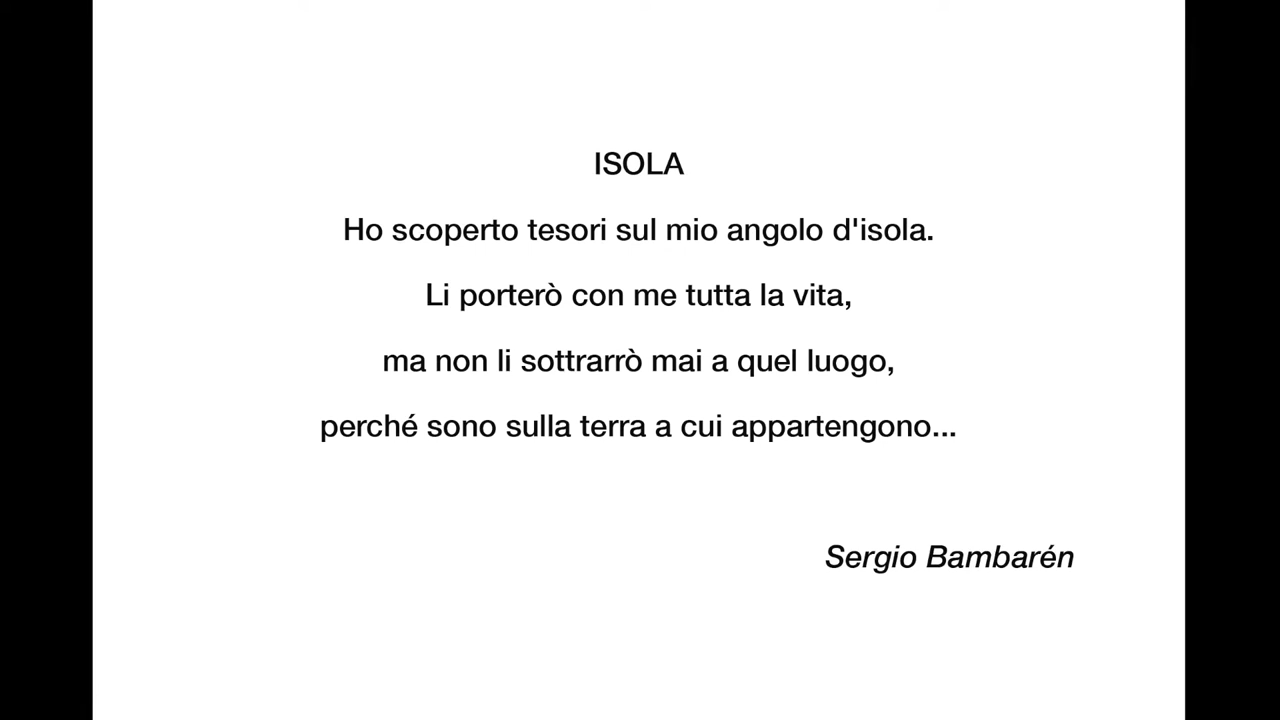 ISOLA
Ho scoperto tesori sul mio angolo d'isola.
Li porterò con me tutta la vita,
ma non li sottrarrò mai a quel luogo,
perché sono sulla terra a cui appartengono...
Sergio Bambarén